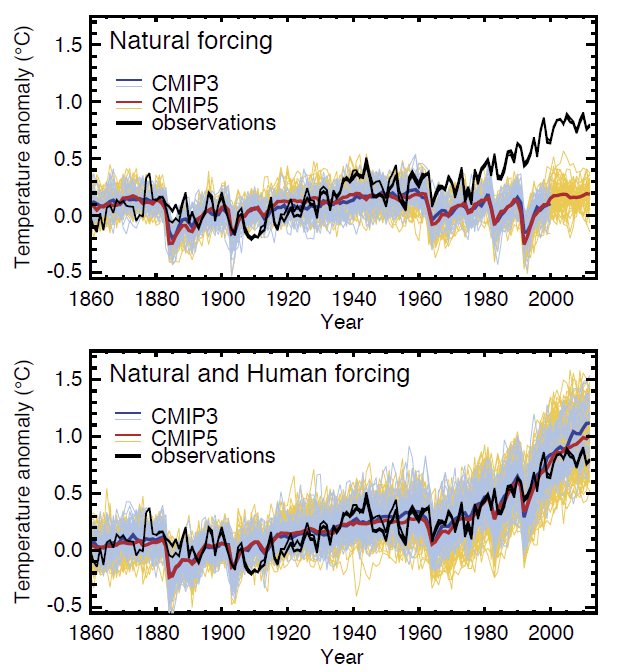 Natural forcing
CMIP3
CMIP5
observations
Temperature anomaly (°C)
1.5
1.0
0.5
0.0
-0.5
1860 1880 1900 1920 1940 1960 1980 2000
Year
Natural and Human forcing
CMIP3
CMIP5
observations
Temperature anomaly (°C)
1.5
1.0
0.5
0.0
-0.5
1860 1880 1900 1920 1940 1960 1980 2000
Year